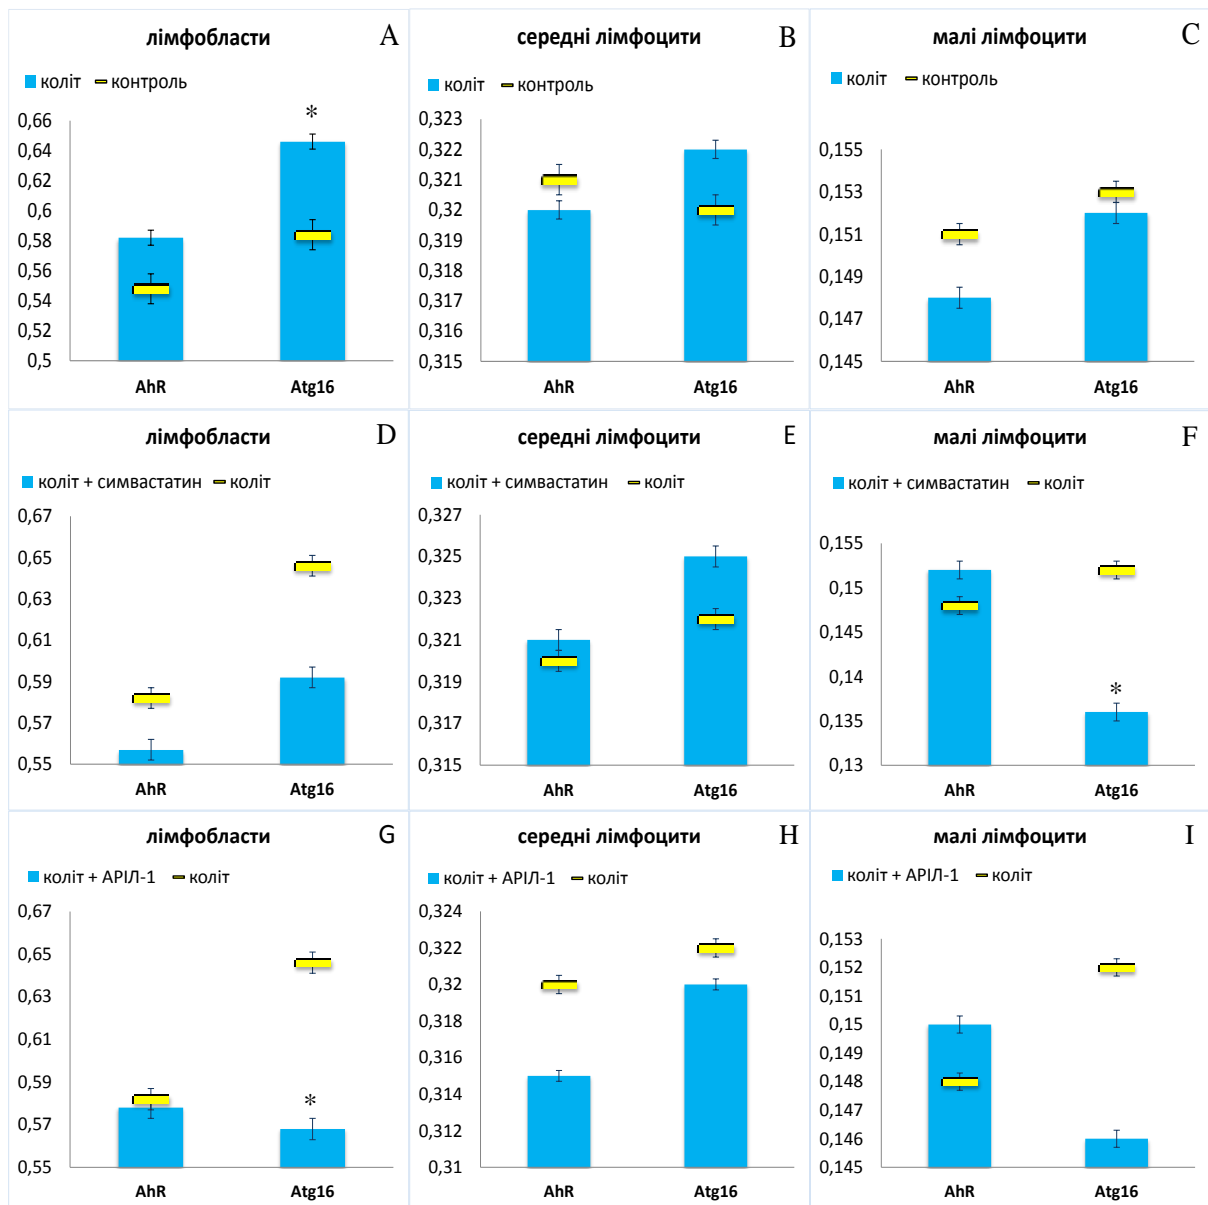 лімфобласти A
коліт контроль
*
0,66
0,64
0,62
0,6
0,58
0,56
0,54
0,52
0,5
AhR Atg16
середні лімфоцити B
коліт контроль
0,323
0,322
0,321
0,32
0,319
0,318
0,317
0,316
0,315
AhR Atg16
малі лімфоцити C
коліт контроль
0,155
0,153
0,151
0,149
0,147
0,145
AhR Atg16
лімфобласти D
коліт + симвастатин коліт
0,67
0,65
0,63
0,61
0,59
0,57
0,55
AhR Atg16
середні лімфоцити E
коліт + симвастатин коліт
0,327
0,325
0,323
0,321
0,319
0,317
0,315
AhR Atg16
малі лімфоцити F
коліт + симвастатин коліт
0,155
0,15
0,145
0,14
*
0,135
0,13
AhR Atg16
лімфобласти G
коліт + АРІЛ-1 коліт
0,67
0,65
0,63
0,61
0,59
*
0,57
0,55
AhR Atg16
середні лімфоцити H
коліт + АРІЛ-1 коліт
0,324
0,322
0,32
0,318
0,316
0,314
0,312
0,31
AhR Atg16
малі лімфоцити I
коліт + АРІЛ-1 коліт
0,153
0,152
0,151
0,15
0,149
0,148
0,147
0,146
0,145
AhR Atg16